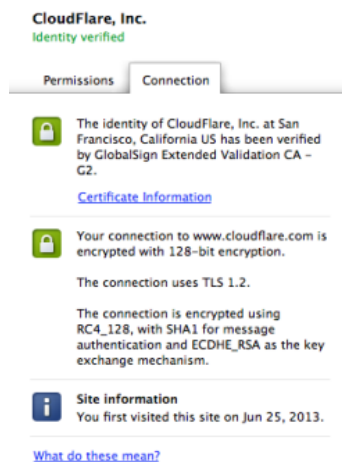 CloudFlare, Inc.
Identity verified
Permissions Connection
The identity of CloudFlare, Inc. at San
Francisco, California US has been verified
by GlobalSign Extended Validation CA –
G2.
Certificate Information
Your connection to www.cloudflare.com is
encrypted with 128-bit encryption.
The connection uses TLS 1.2.
The connection is encrypted using
RC4_128, with SHA1 for message
authentication and ECDHE_RSA as the key
exchange mechanism.
Site information
You first visited this site on Jun 25, 2013.
What do these mean?